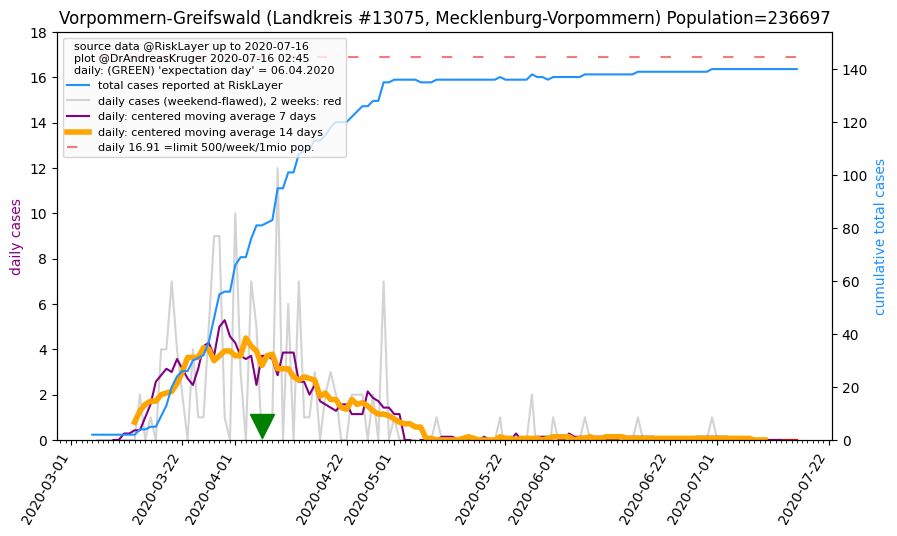 Vorpommern-Greifswald (Landkreis #13075, Mecklenburg-Vorpommern) Population=236697
source data @RiskLayer up to 2020-07-16
plot @DrAndreasKruger 2020-07-16 02:45
daily: (GREEN) 'expectation day' = 06.04.2020
total cases reported at RiskLayer
daily cases (weekend-flawed), 2 weeks: red
daily: centered moving average 7 days
daily: centered moving average 14 days
daily 16.91 =limit 500/week/1mio pop.
daily cases
18
16
14
12
10
8
6
4
2
0
cumulative total cases
140
120
100
80
60
40
20
0
2020-03-01
2020-03-22
2020-04-01
2020-04-22
2020-05-01
2020-05-22
2020-06-01
2020-06-22
2020-07-01
2020-07-22